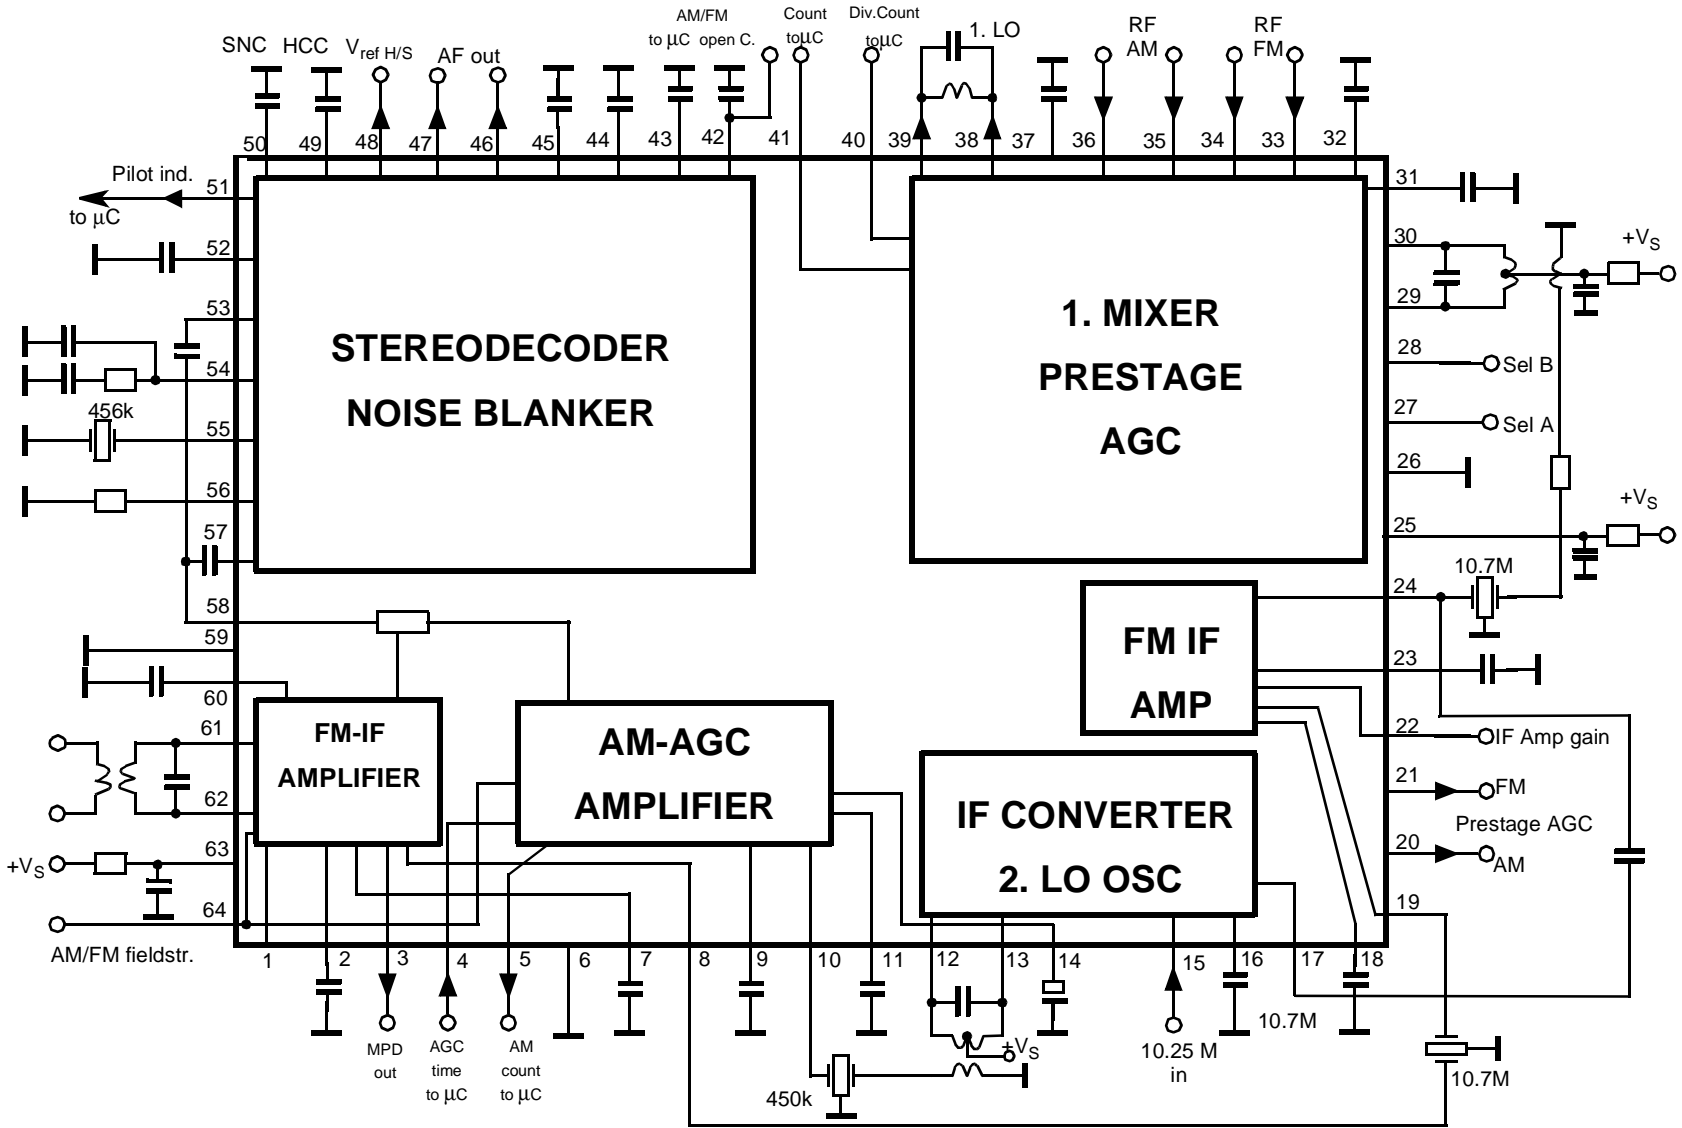 SNC HCC V ref H/S AF out
AM/FM
to μC open C.
Count
toμC
Div.Count
toμC
1. LO
RF
AM
RF
FM
50 49 48 47 46 45 44 43 42 41 40 39 38 37 36 35 34 33 32
Pilot ind.
to μC
51
52
53
54
456k
55
56
57
58
59
60
61
62
63
+VS
64
AM/FM fieldstr.
STEREODECODER
NOISE BLANKER
1. MIXER
PRESTAGE
AGC
31
30
+VS
29
28
Sel B
27
Sel A
26
+VS
25
10.7M
24
23
22
IF Amp gain
21
FM
Prestage AGC
20
AM
19
FM IF
AMP
FM-IF
AMPLIFIER
AM-AGC
AMPLIFIER
IF CONVERTER
2. LO OSC
1 2 3 4 5 6 7 8 9 10 11 12 13 14 15 16 17 18
MPD
out
AGC
time
to μC
AM
count
to μC
450k
+VS
10.25 M
in
10.7M
10.7M